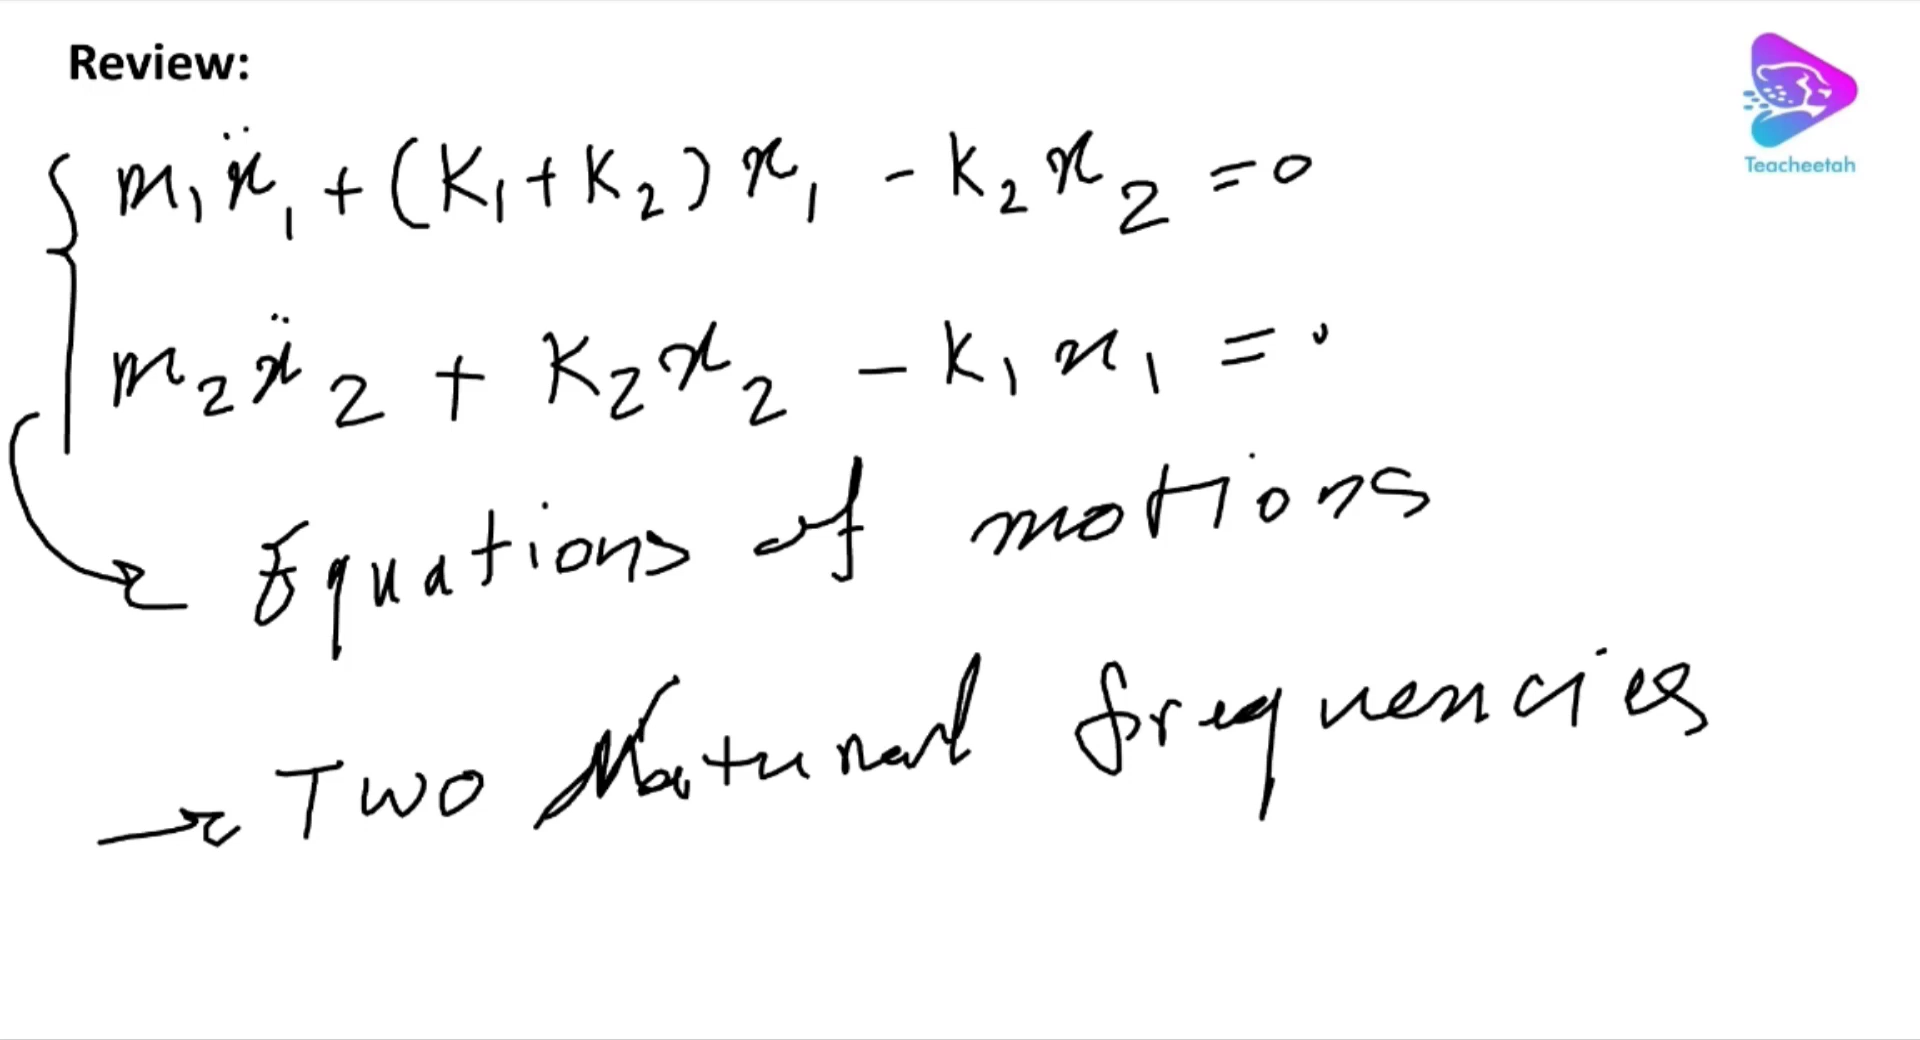 Review:
Teacheetah
m₁ẍ₁ + (K₁+K₂)x₁ - K₂x₂ = 0
m₂ẍ₂ + K₂x₂ - K₁x₁ = 0
Equations of motions
→ Two Natural frequencies